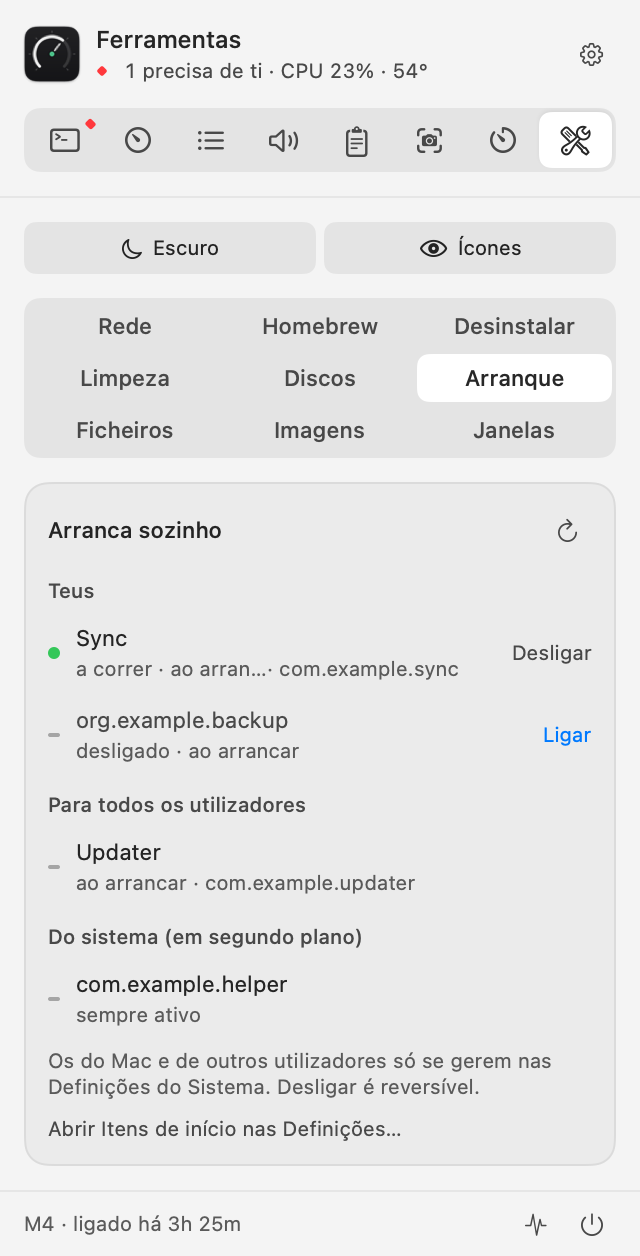 Ferramentas
1 precisa de ti · CPU 23% · 54°
Escuro
Ícones
Rede
Homebrew
Desinstalar
Limpeza
Discos
Arranque
Ficheiros
Imagens
Janelas
Arranca sozinho
Teus
Sync
a correr · ao arran...· com.example.sync
Desligar
org.example.backup
desligado · ao arrancar
Ligar
Para todos os utilizadores
Updater
ao arrancar · com.example.updater
Do sistema (em segundo plano)
com.example.helper
sempre ativo
Os do Mac e de outros utilizadores só se gerem nas
Definições do Sistema. Desligar é reversível.
Abrir Itens de início nas Definições...
M4 · ligado há 3h 25m